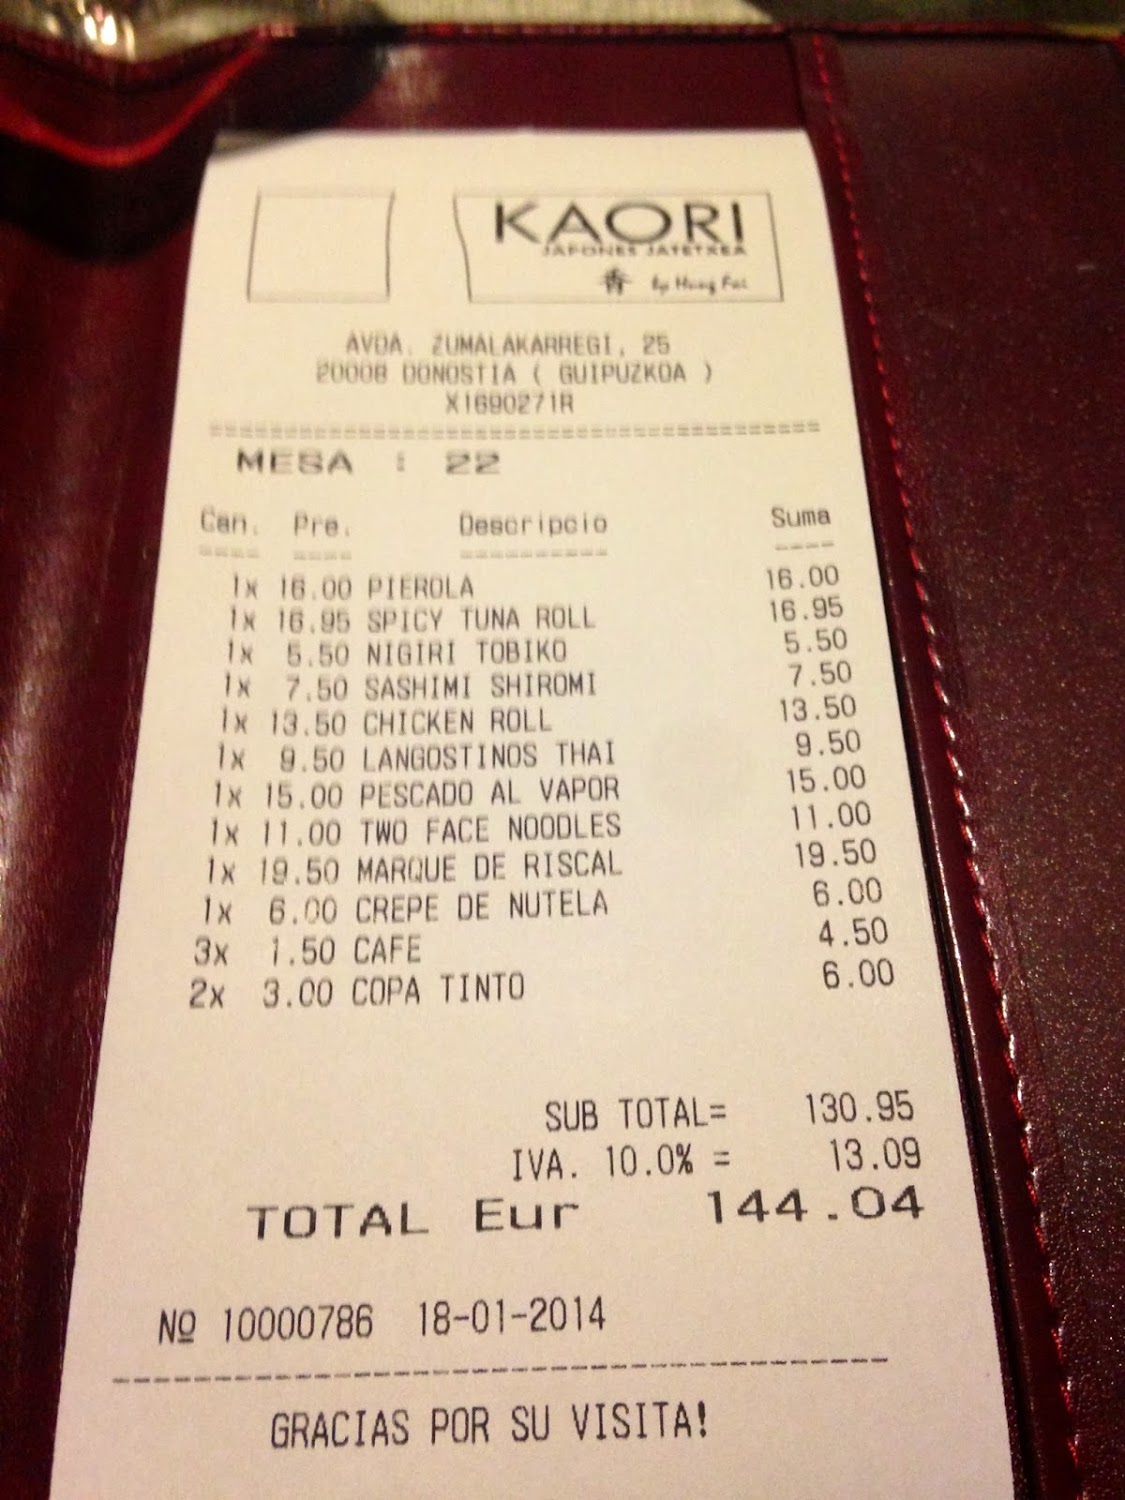 KAORI
JAPONES JATETXEA
香 by Hung Fai
AVDA. ZUMALAKARREGI, 25
20008 DONOSTIA ( GUIPUZKOA )
X1690271R
================================================
MESA : 22
Can. Pre. Descripcio Suma
==== ==== ========== ----
1x 16.00 PIEROLA 16.00
1x 16.95 SPICY TUNA ROLL 16.95
1x 5.50 NIGIRI TOBIKO 5.50
1x 7.50 SASHIMI SHIROMI 7.50
1x 13.50 CHICKEN ROLL 13.50
1x 9.50 LANGOSTINOS THAI 9.50
1x 15.00 PESCADO AL VAPOR 15.00
1x 11.00 TWO FACE NOODLES 11.00
1x 19.50 MARQUE DE RISCAL 19.50
1x 6.00 CREPE DE NUTELA 6.00
3x 1.50 CAFE 4.50
2x 3.00 COPA TINTO 6.00
SUB TOTAL= 130.95
IVA. 10.0% = 13.09
TOTAL Eur 144.04
Nº 10000786 18-01-2014
------------------------------------------------
GRACIAS POR SU VISITA!